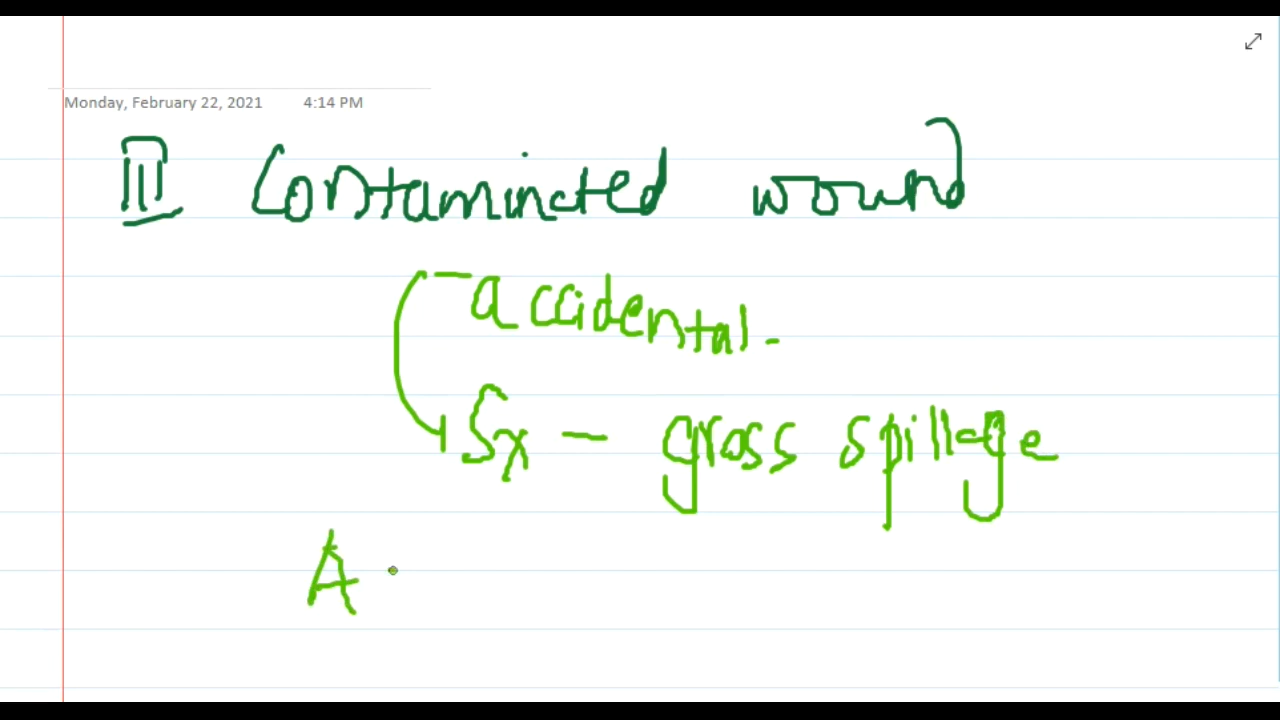 Monday, February 22, 2021 4:14 PM
III Contaminated wound
- accidental -
Sx - gross spillage
A